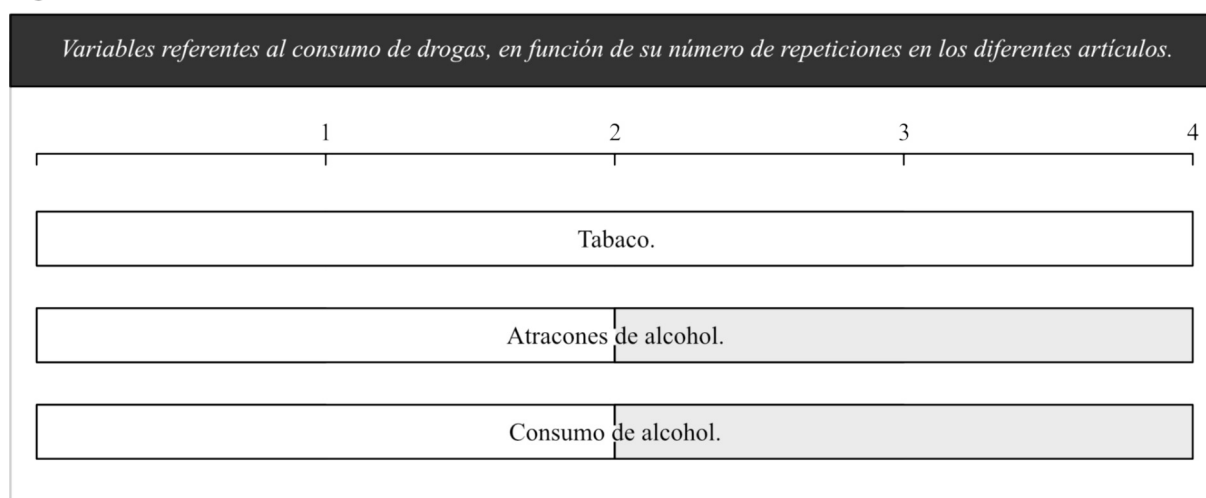 Variables referentes al consumo de drogas, en función de su número de repeticiones en los diferentes artículos.
1 2 3 4
Tabaco.
Atracones de alcohol.
Consumo de alcohol.